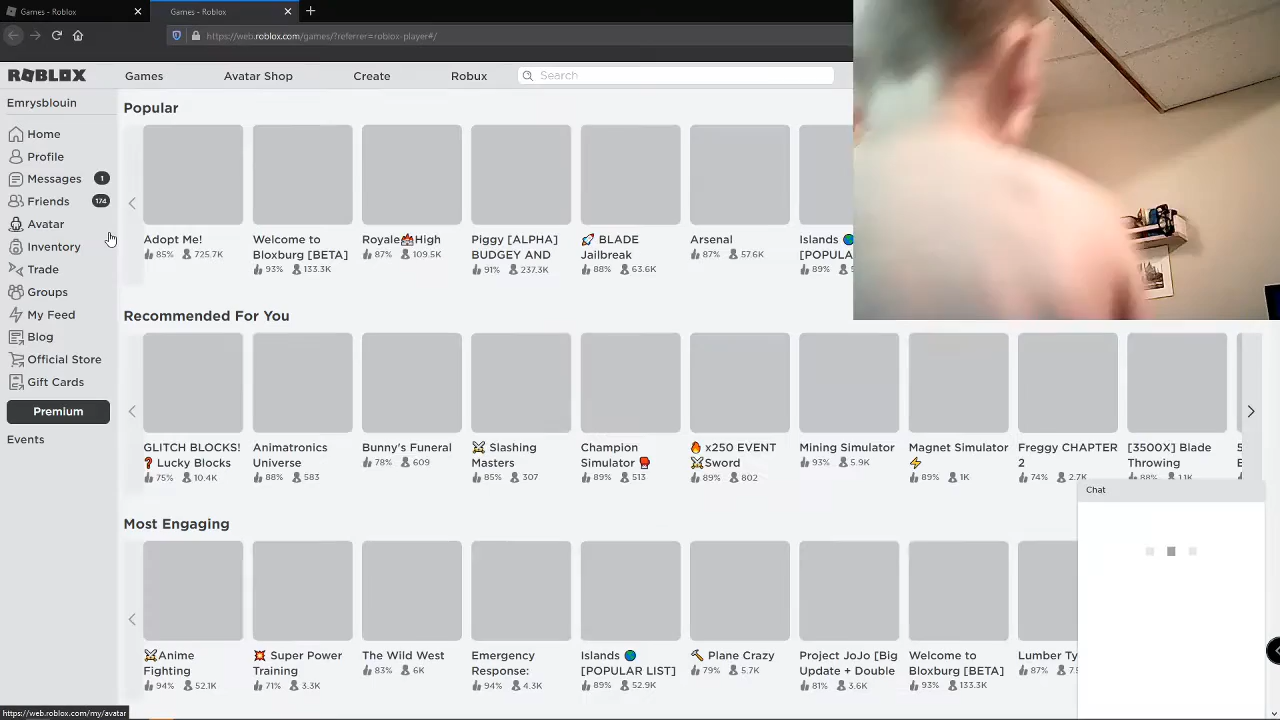 Games - Roblox
Games - Roblox
https://web.roblox.com/games/?referrer=roblox-player#/
ROBLOX
Games
Avatar Shop
Create
Robux
Search
Emrysblouin
Home
Profile
Messages 1
Friends 174
Avatar
Inventory
Trade
Groups
My Feed
Blog
Official Store
Gift Cards
Premium
Events
Popular
Adopt Me!
85% 725.7K
Welcome to
Bloxburg [BETA]
93% 133.3K
Royale🏰High
87% 109.5K
Piggy [ALPHA]
BUDGEY AND
91% 237.3K
🚀 BLADE
Jailbreak
88% 63.6K
Arsenal
87% 57.6K
Islands 🌎
[POPULA
89%
Recommended For You
GLITCH BLOCKS!
❓ Lucky Blocks
75% 10.4K
Animatronics
Universe
88% 583
Bunny's Funeral
78% 609
⚔️ Slashing
Masters
85% 307
Champion
Simulator 🥊
89% 513
🔥 x250 EVENT
⚔️Sword
89% 802
Mining Simulator
93% 5.9K
Magnet Simulator
⚡
89% 1K
Freggy CHAPTER
2
74% 2.7K
[3500X] Blade
Throwing
88% 1.1K
Most Engaging
⚔️Anime
Fighting
94% 52.1K
💥 Super Power
Training
71% 3.3K
The Wild West
83% 6K
Emergency
Response:
94% 4.3K
Islands 🌎
[POPULAR LIST]
89% 52.9K
🔨 Plane Crazy
79% 5.7K
Project JoJo [Big
Update + Double
81% 3.6K
Welcome to
Bloxburg [BETA]
93% 133.3K
Lumber Ty
87%
Chat
https://web.roblox.com/my/avatar